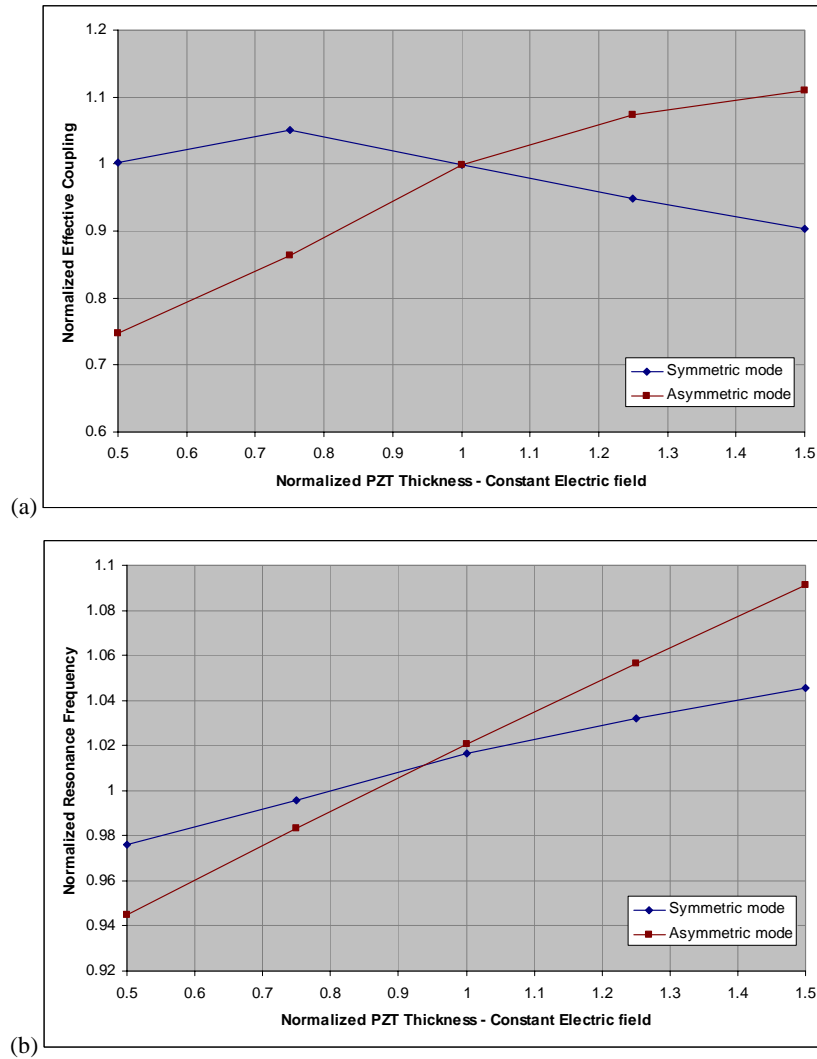 1.2
1.1
1
0.9
0.8
0.7
0.6
Normalized Effective Coupling
Symmetric mode
Asymmetric mode
0.5 0.6 0.7 0.8 0.9 1 1.1 1.2 1.3 1.4 1.5
Normalized PZT Thickness - Constant Electric field
(a)
1.1
1.08
1.06
1.04
1.02
1
0.98
0.96
0.94
0.92
Normalized Resonance Frequency
Symmetric mode
Asymmetric mode
0.5 0.6 0.7 0.8 0.9 1 1.1 1.2 1.3 1.4 1.5
Normalized PZT Thickness - Constant Electric field
(b)